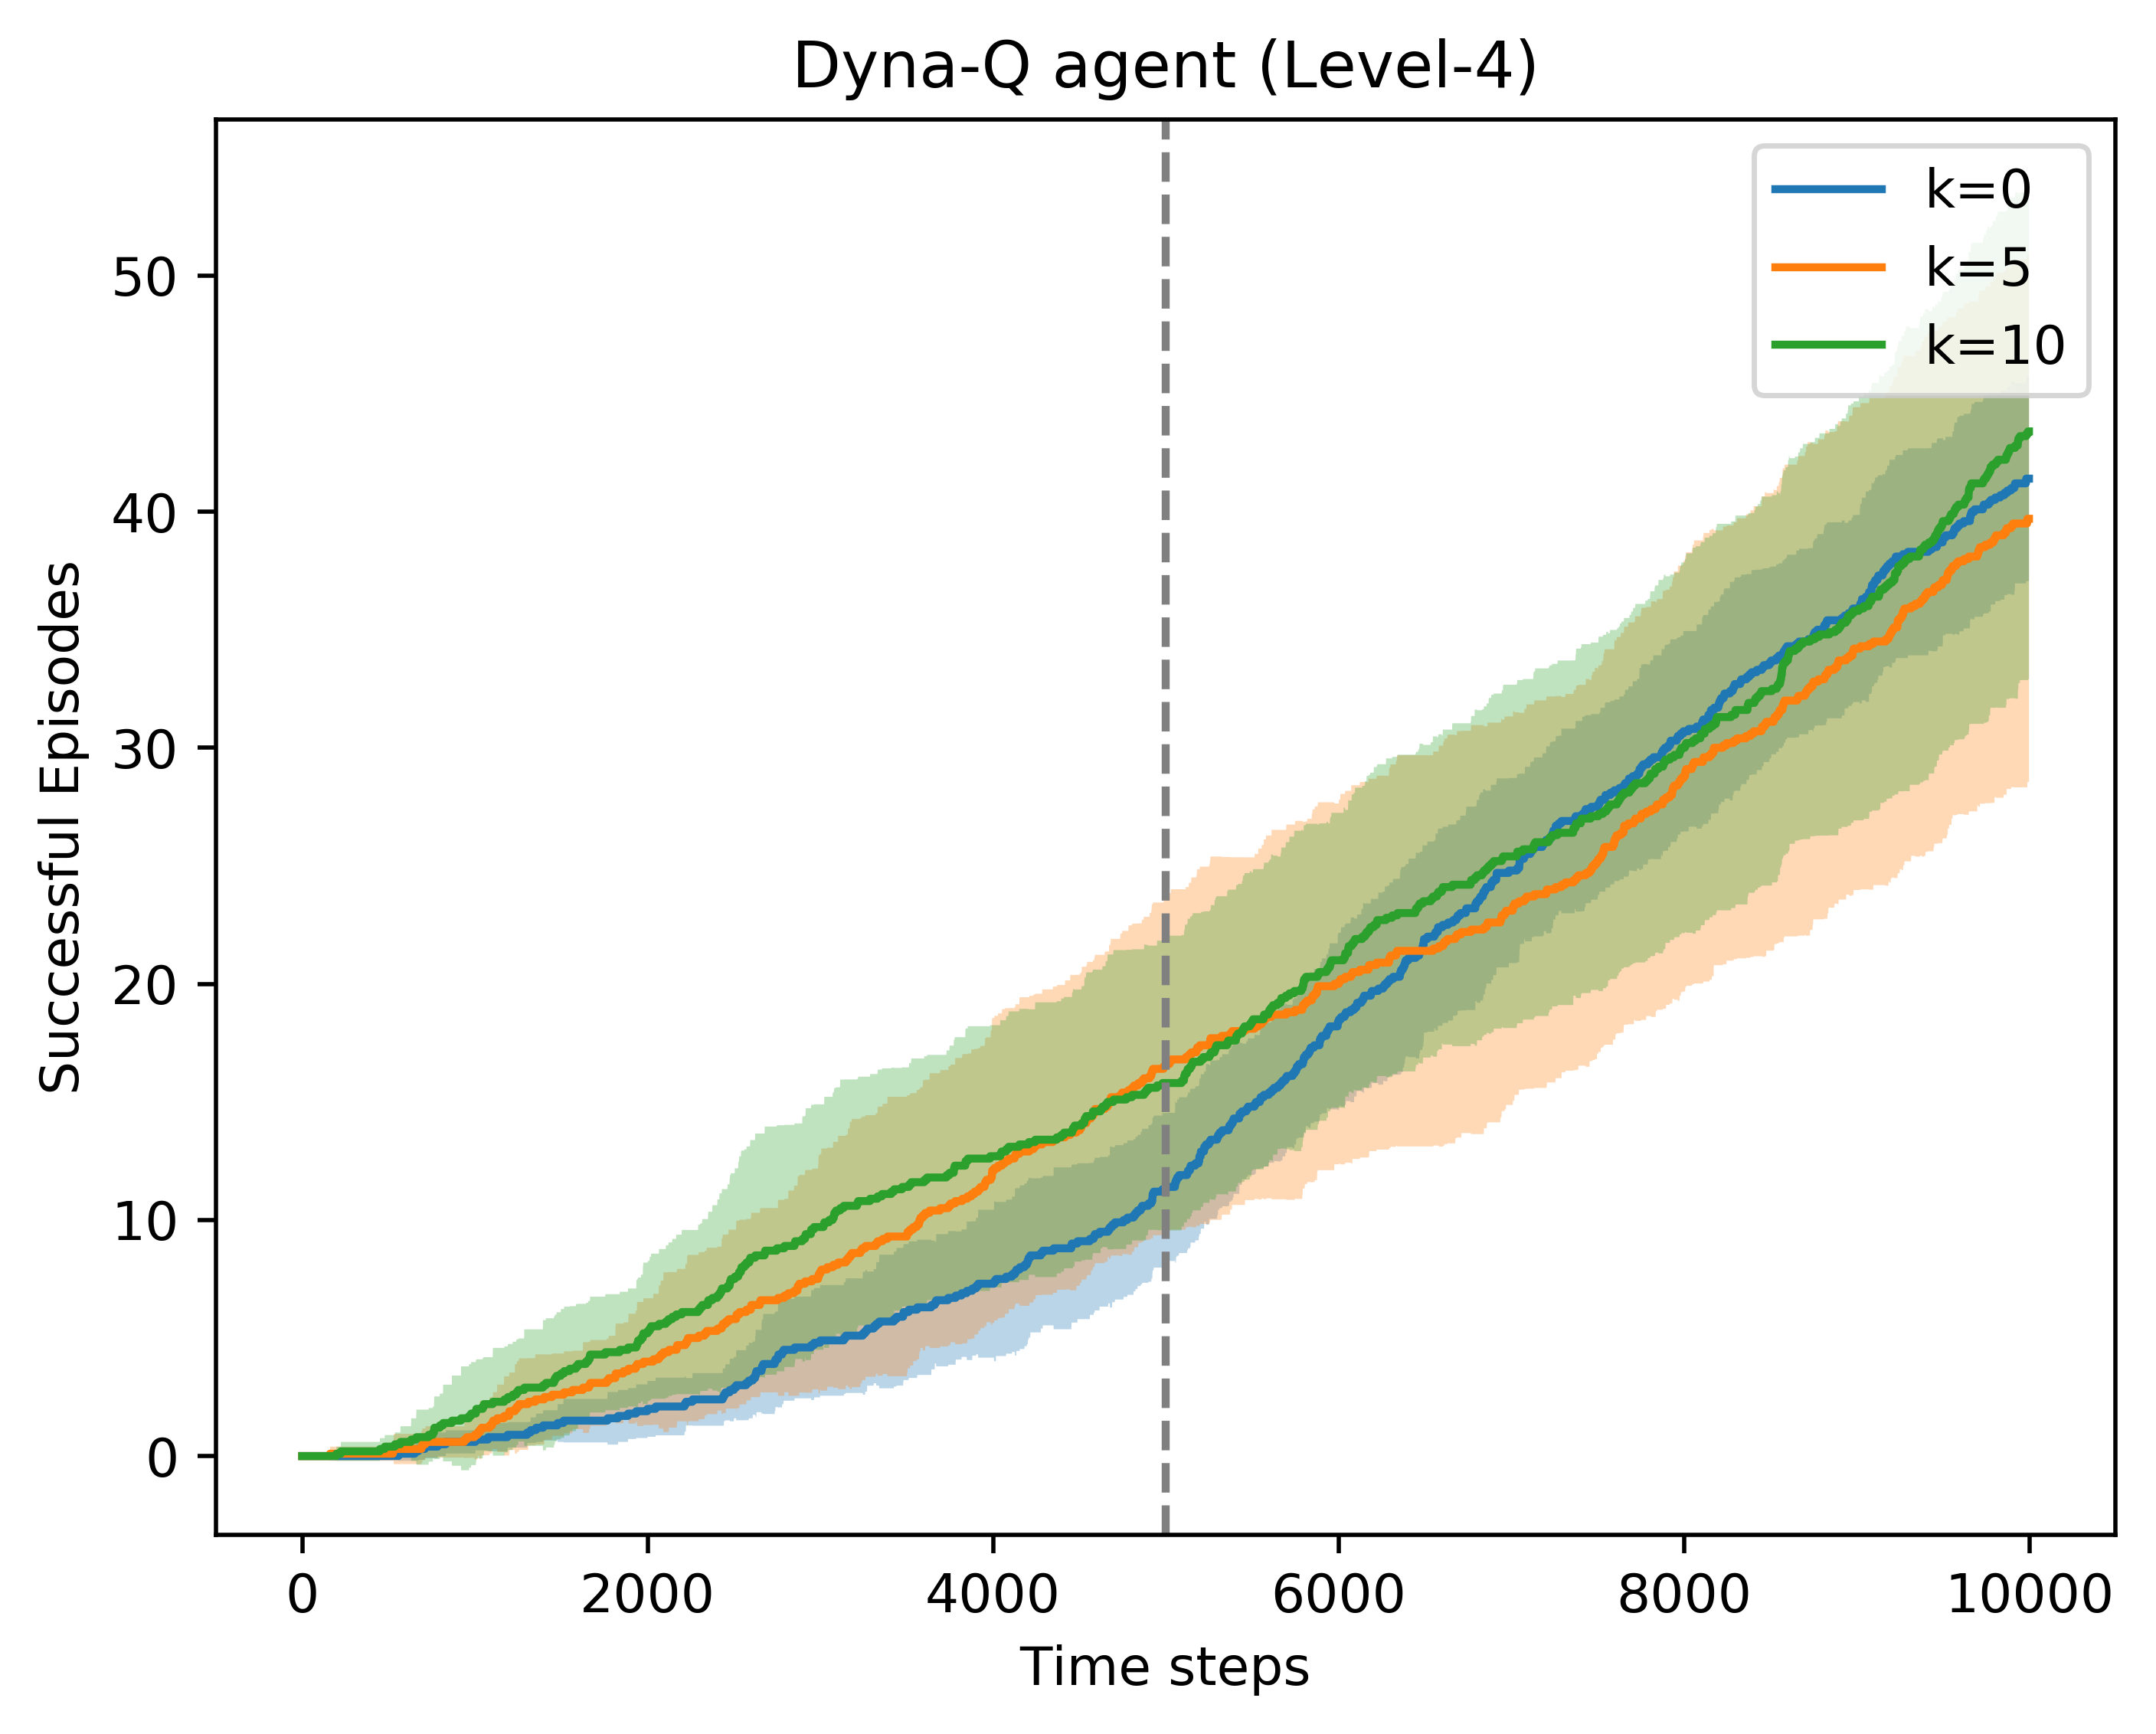 Dyna-Q agent (Level-4)
k=0
k=5
k=10
50
40
30
20
10
0
Successful Episodes
0 2000 4000 6000 8000 10000
Time steps